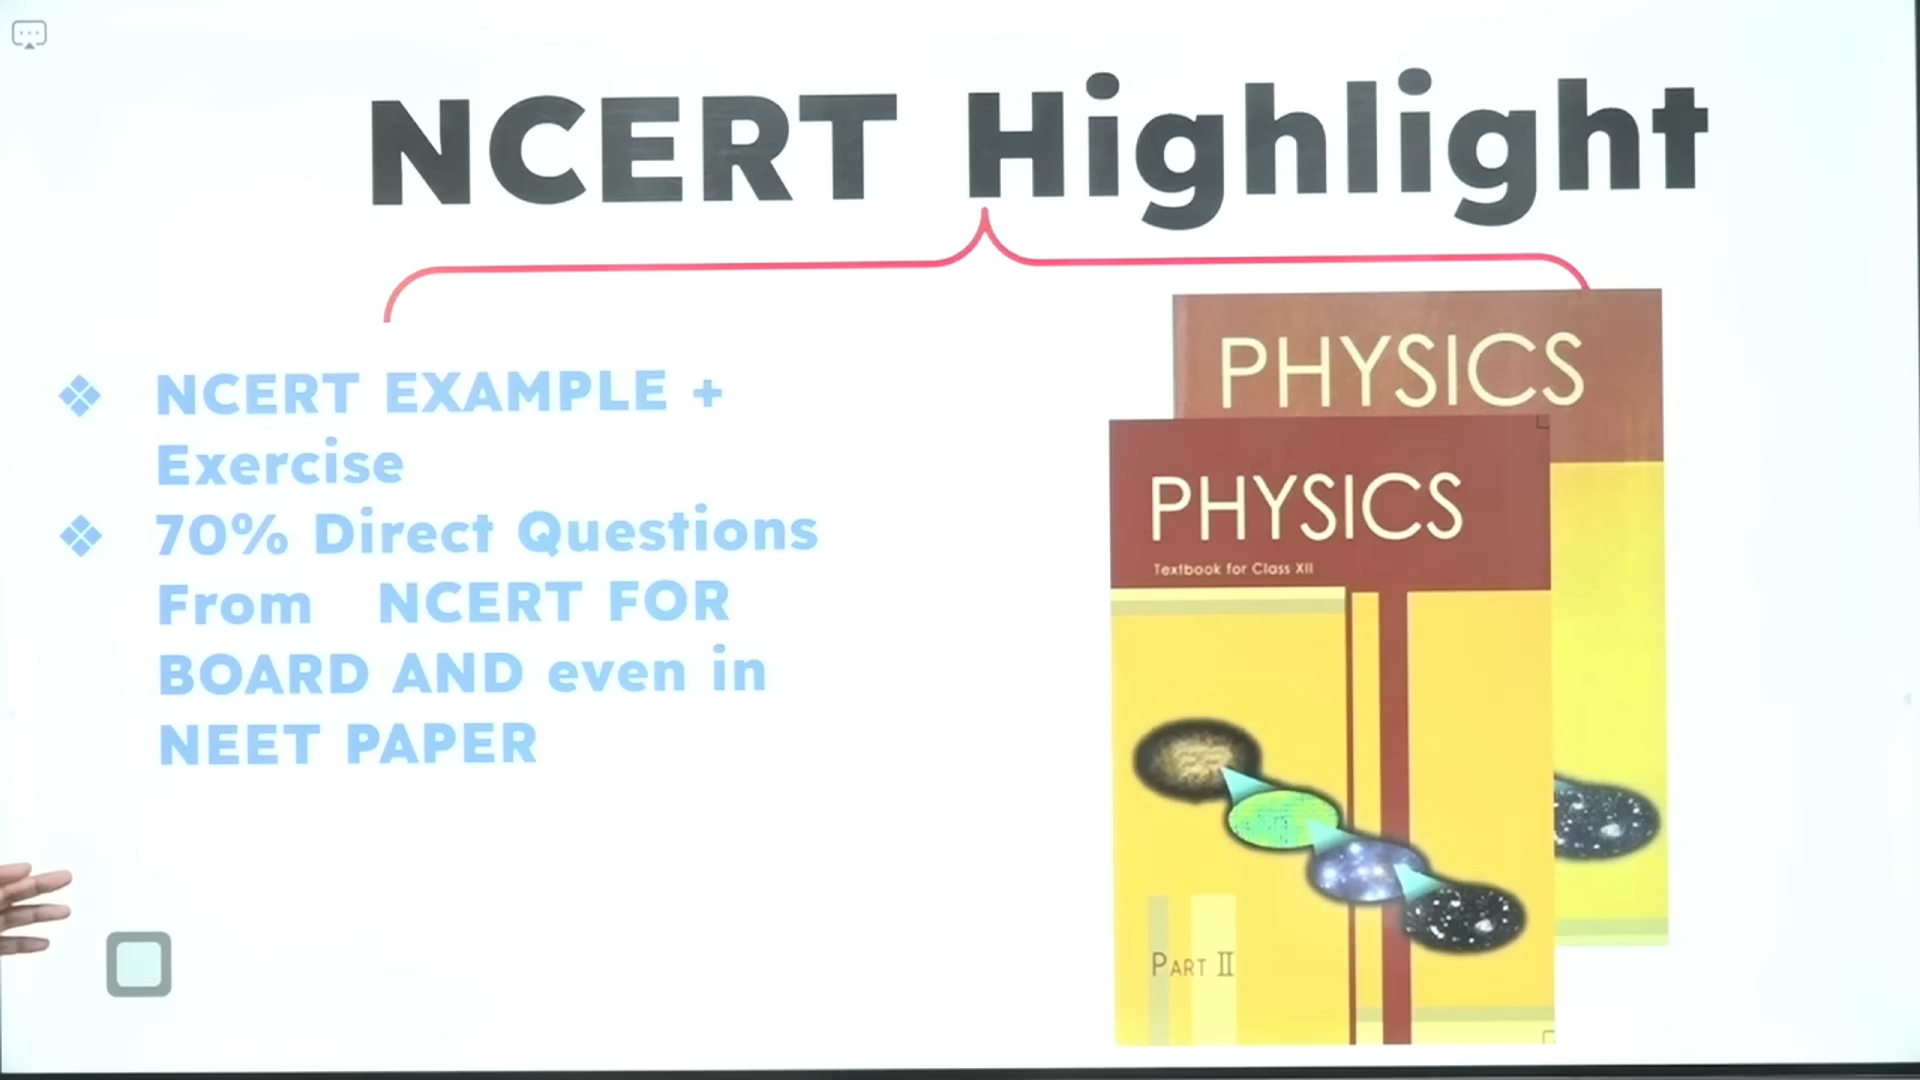 NCERT Highlight
NCERT EXAMPLE +
Exercise
70% Direct Questions
From NCERT FOR
BOARD AND even in
NEET PAPER
PHYSICS
PHYSICS
Textbook for Class XII
PART II